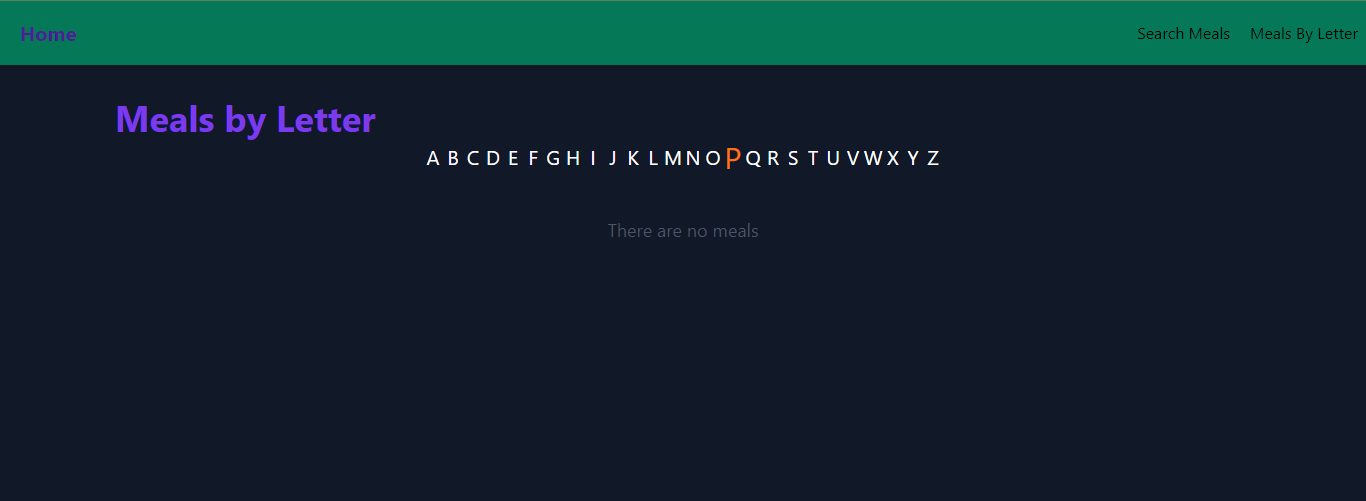 Home Search Meals Meals By Letter
Meals by Letter
A B C D E F G H I J K L M N O P Q R S T U V W X Y Z
There are no meals